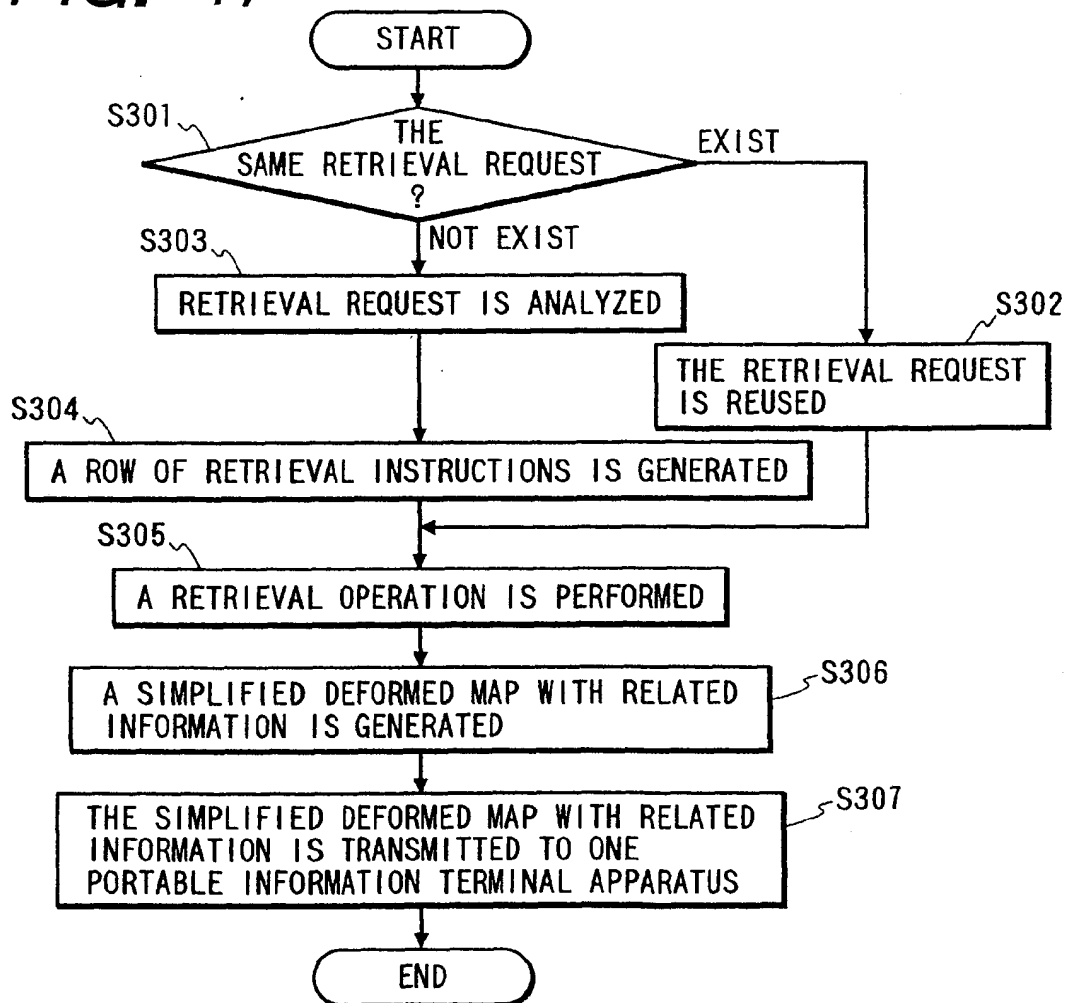 START
S301
THE
SAME RETRIEVAL REQUEST
?
EXIST
NOT EXIST
S303
RETRIEVAL REQUEST IS ANALYZED
S302
THE RETRIEVAL REQUEST
IS REUSED
S304
A ROW OF RETRIEVAL INSTRUCTIONS IS GENERATED
S305
A RETRIEVAL OPERATION IS PERFORMED
S306
A SIMPLIFIED DEFORMED MAP WITH RELATED
INFORMATION IS GENERATED
S307
THE SIMPLIFIED DEFORMED MAP WITH RELATED
INFORMATION IS TRANSMITTED TO ONE
PORTABLE INFORMATION TERMINAL APPARATUS
END